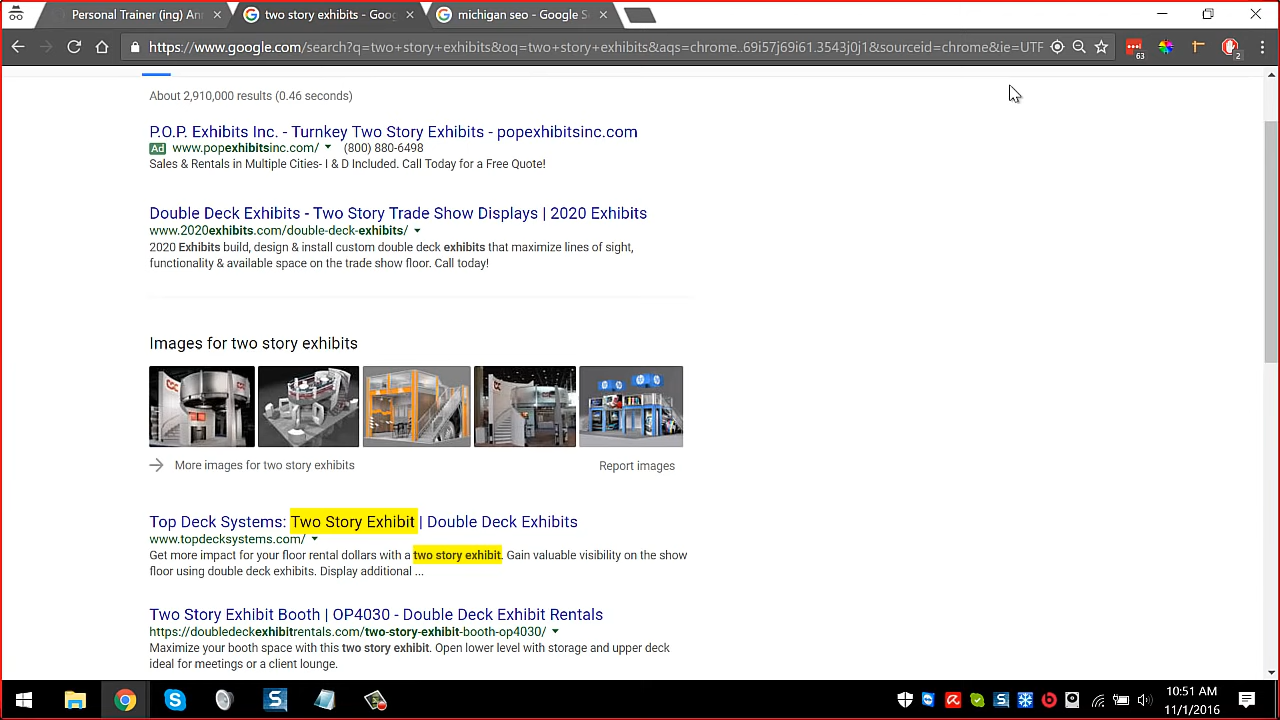 Personal Trainer (ing) An
two story exhibits - Goog
michigan seo - Google S
https://www.google.com/search?q=two+story+exhibits&oq=two+story+exhibits&aqs=chrome..69i57j69i61.3543j0j1&sourceid=chrome&ie=UTF
63
2
About 2,910,000 results (0.46 seconds)
P.O.P. Exhibits Inc. - Turnkey Two Story Exhibits - popexhibitsinc.com
Ad www.popexhibitsinc.com/ (800) 880-6498
Sales & Rentals in Multiple Cities- I & D Included. Call Today for a Free Quote!
Double Deck Exhibits - Two Story Trade Show Displays | 2020 Exhibits
www.2020exhibits.com/double-deck-exhibits/
2020 Exhibits build, design & install custom double deck exhibits that maximize lines of sight,
functionality & available space on the trade show floor. Call today!
Images for two story exhibits
More images for two story exhibits
Report images
Top Deck Systems: Two Story Exhibit | Double Deck Exhibits
www.topdecksystems.com/
Get more impact for your floor rental dollars with a two story exhibit. Gain valuable visibility on the show
floor using double deck exhibits. Display additional ...
Two Story Exhibit Booth | OP4030 - Double Deck Exhibit Rentals
https://doubledeckexhibitrentals.com/two-story-exhibit-booth-op4030/
Maximize your booth space with this two story exhibit. Open lower level with storage and upper deck
ideal for meetings or a client lounge.
10:51 AM
11/1/2016